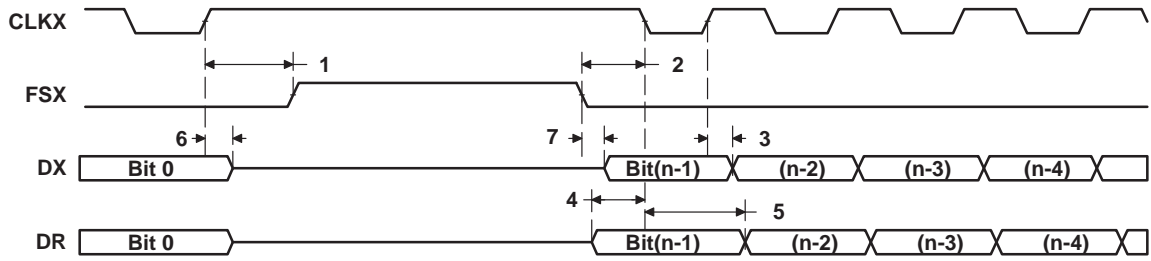 CLKX
1 2
FSX
6 7 3
DX Bit 0 Bit(n-1) (n-2) (n-3) (n-4)
4 5
DR Bit 0 Bit(n-1) (n-2) (n-3) (n-4)